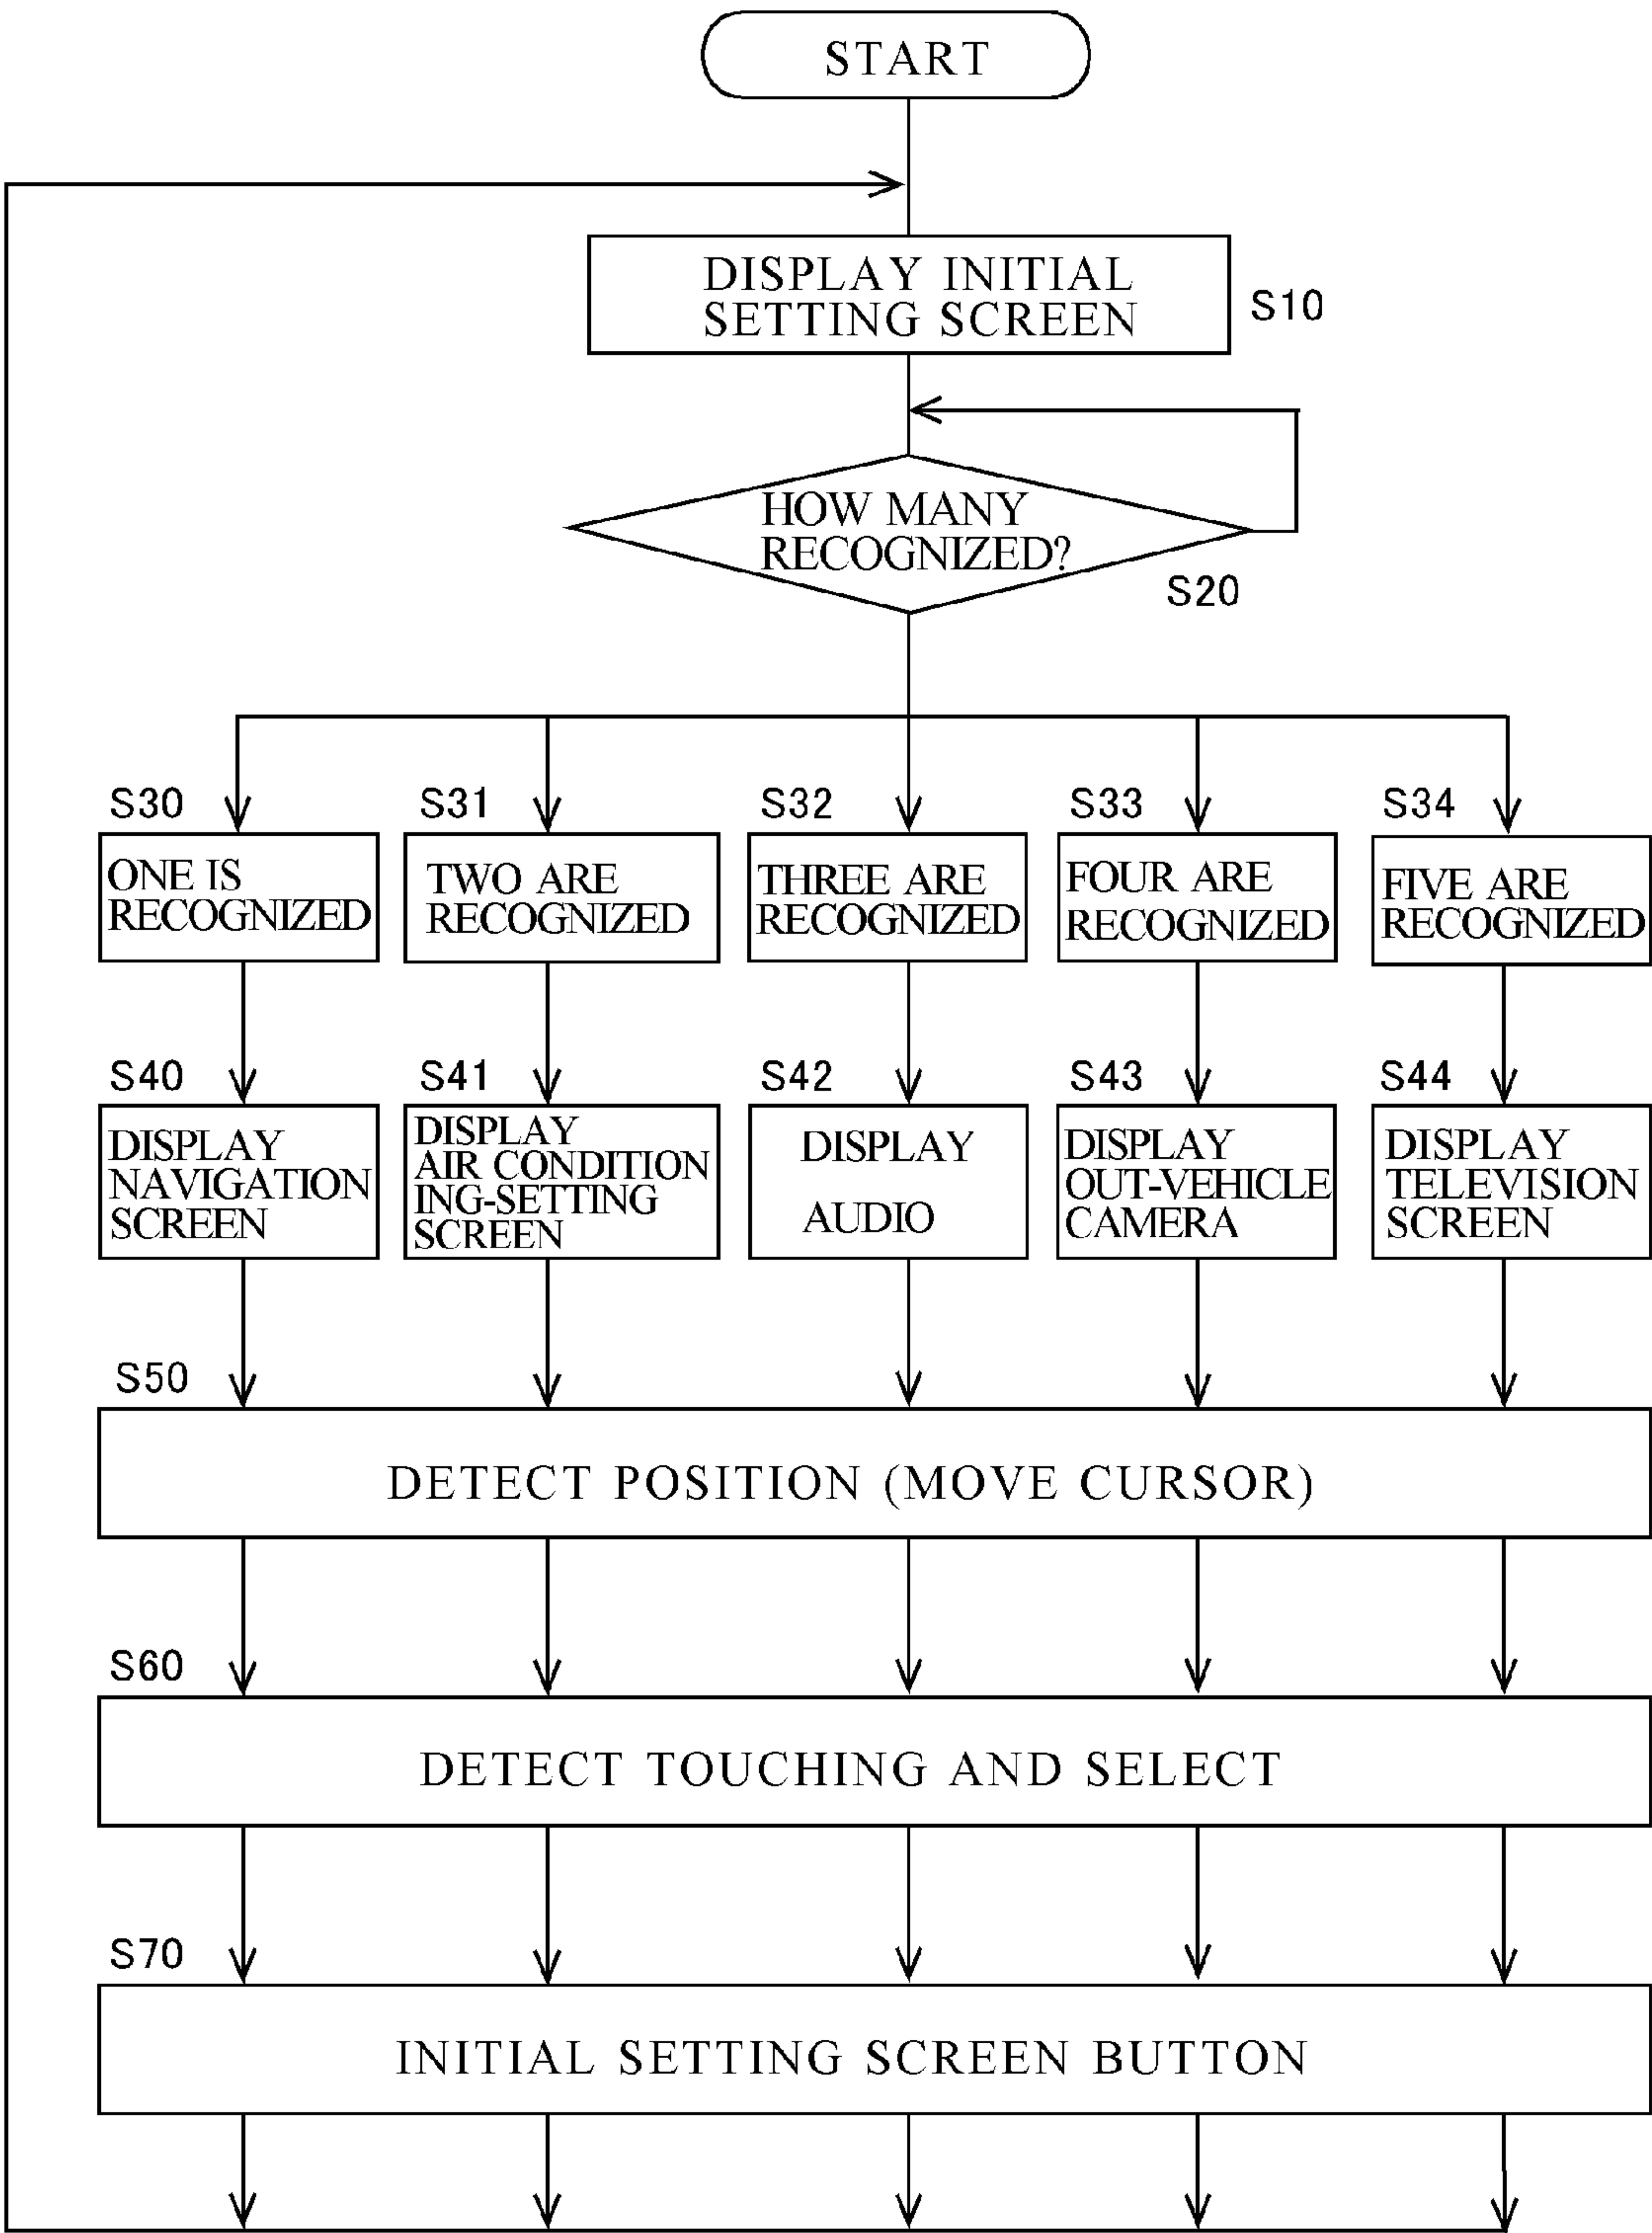 START
DISPLAY INITIAL
SETTING SCREEN
S10
HOW MANY
RECOGNIZED?
S20
S30
S31
S32
S33
S34
ONE IS
RECOGNIZED
TWO ARE
RECOGNIZED
THREE ARE
RECOGNIZED
FOUR ARE
RECOGNIZED
FIVE ARE
RECOGNIZED
S40
S41
S42
S43
S44
DISPLAY
NAVIGATION
SCREEN
DISPLAY
AIR CONDITION
ING-SETTING
SCREEN
DISPLAY
AUDIO
DISPLAY
OUT-VEHICLE
CAMERA
DISPLAY
TELEVISION
SCREEN
S50
DETECT POSITION (MOVE CURSOR)
S60
DETECT TOUCHING AND SELECT
S70
INITIAL SETTING SCREEN BUTTON